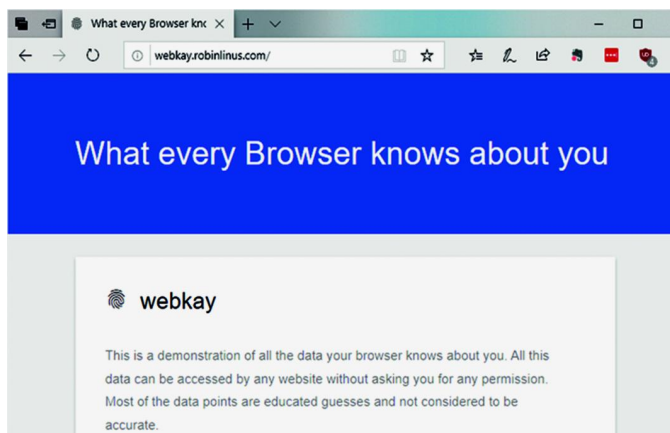 What every Browser knc
webkay.robinlinus.com/
What every Browser knows about you
webkay
This is a demonstration of all the data your browser knows about you. All this
data can be accessed by any website without asking you for any permission.
Most of the data points are educated guesses and not considered to be
accurate.